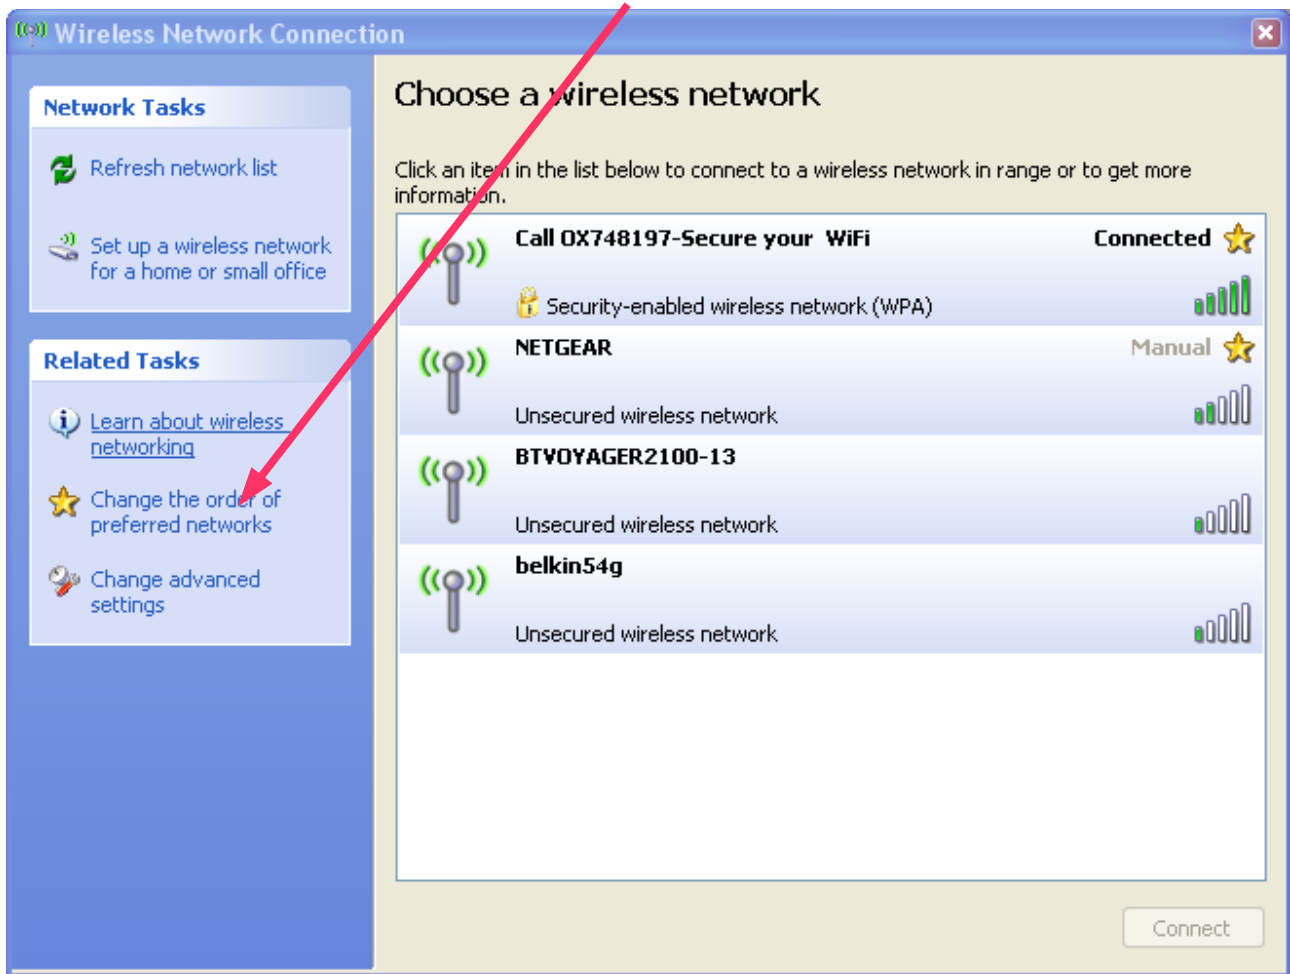 Wireless Network Connection
Network Tasks
Refresh network list
Set up a wireless network
for a home or small office
Related Tasks
Learn about wireless
networking
Change the order of
preferred networks
Change advanced
settings
Choose a wireless network
Click an item in the list below to connect to a wireless network in range or to get more
information.
Call OX748197-Secure your WiFi Connected
Security-enabled wireless network (WPA)
NETGEAR Manual
Unsecured wireless network
BTVOYAGER2100-13
Unsecured wireless network
belkin54g
Unsecured wireless network
Connect